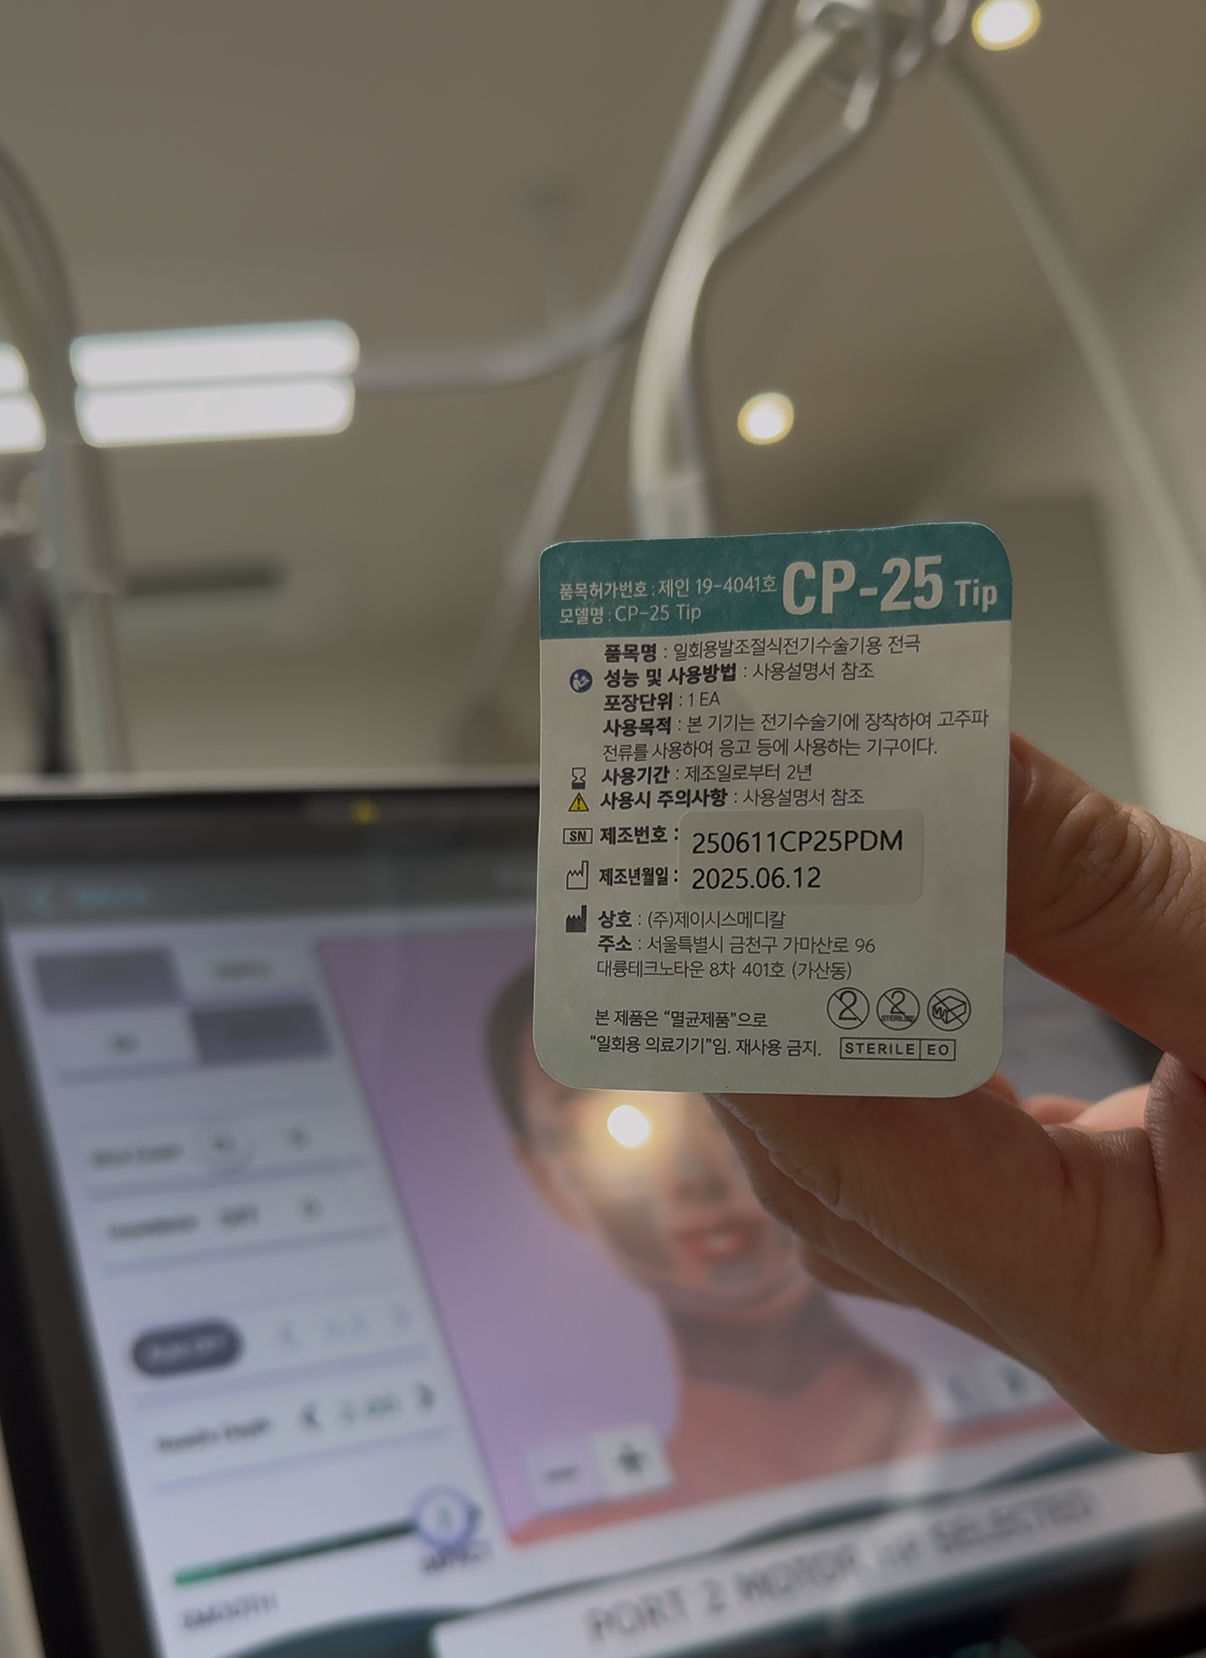 품목허가번호 : 제인 19-4041호
모델명 : CP-25 Tip
CP-25 Tip
품목명 : 일회용발조절식전기수술기용 전극
성능 및 사용방법 : 사용설명서 참조
포장단위 : 1 EA
사용목적 : 본 기기는 전기수술기에 장착하여 고주파
전류를 사용하여 응고 등에 사용하는 기구이다.
사용기간 : 제조일로부터 2년
사용시 주의사항 : 사용설명서 참조
SN 제조번호 : 250611CP25PDM
제조년월일 : 2025.06.12
상호 : (주)제이시스메디칼
주소 : 서울특별시 금천구 가마산로 96
대륭테크노타운 8차 401호 (가산동)
본 제품은 “멸균제품”으로
“일회용 의료기기”임. 재사용 금지.
2
2 STERILIZE
STERILE EO
SMOOTH
IMPACT
PORT 2 MOTOR SELECTED